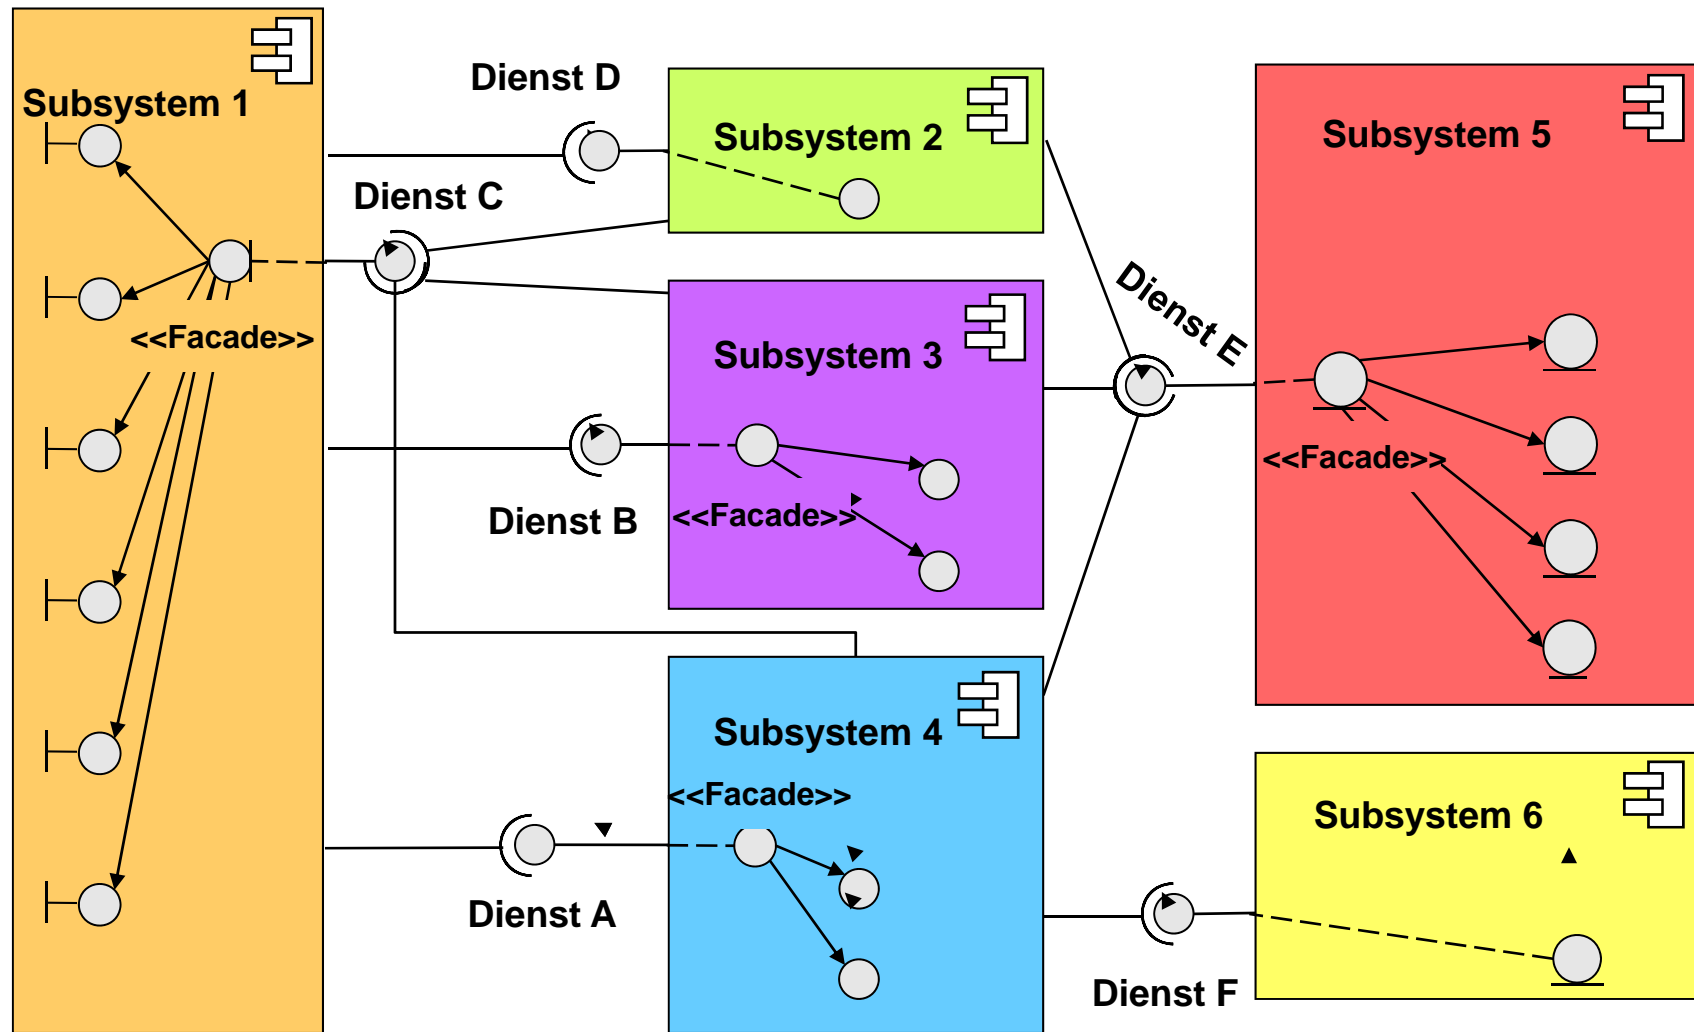 Subsystem 1
<<Facade>>
Dienst D
Dienst C
Subsystem 2
Subsystem 3
Dienst B
<<Facade>>
Dienst E
Subsystem 5
<<Facade>>
Subsystem 4
<<Facade>>
Dienst A
Subsystem 6
Dienst F